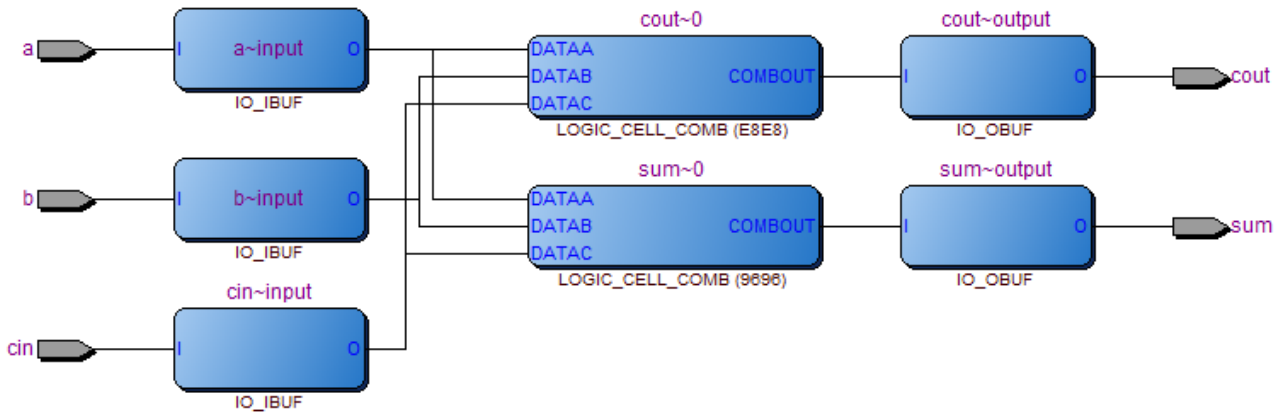 a
I
a~input
O
IO_IBUF
b
I
b~input
O
IO_IBUF
cin~input
cin
I
O
IO_IBUF
cout~0
DATAA
DATAB
DATAC
COMBOUT
LOGIC_CELL_COMB (E8E8)
sum~0
DATAA
DATAB
DATAC
COMBOUT
LOGIC_CELL_COMB (9696)
cout~output
I
O
IO_OBUF
cout
sum~output
I
O
IO_OBUF
sum